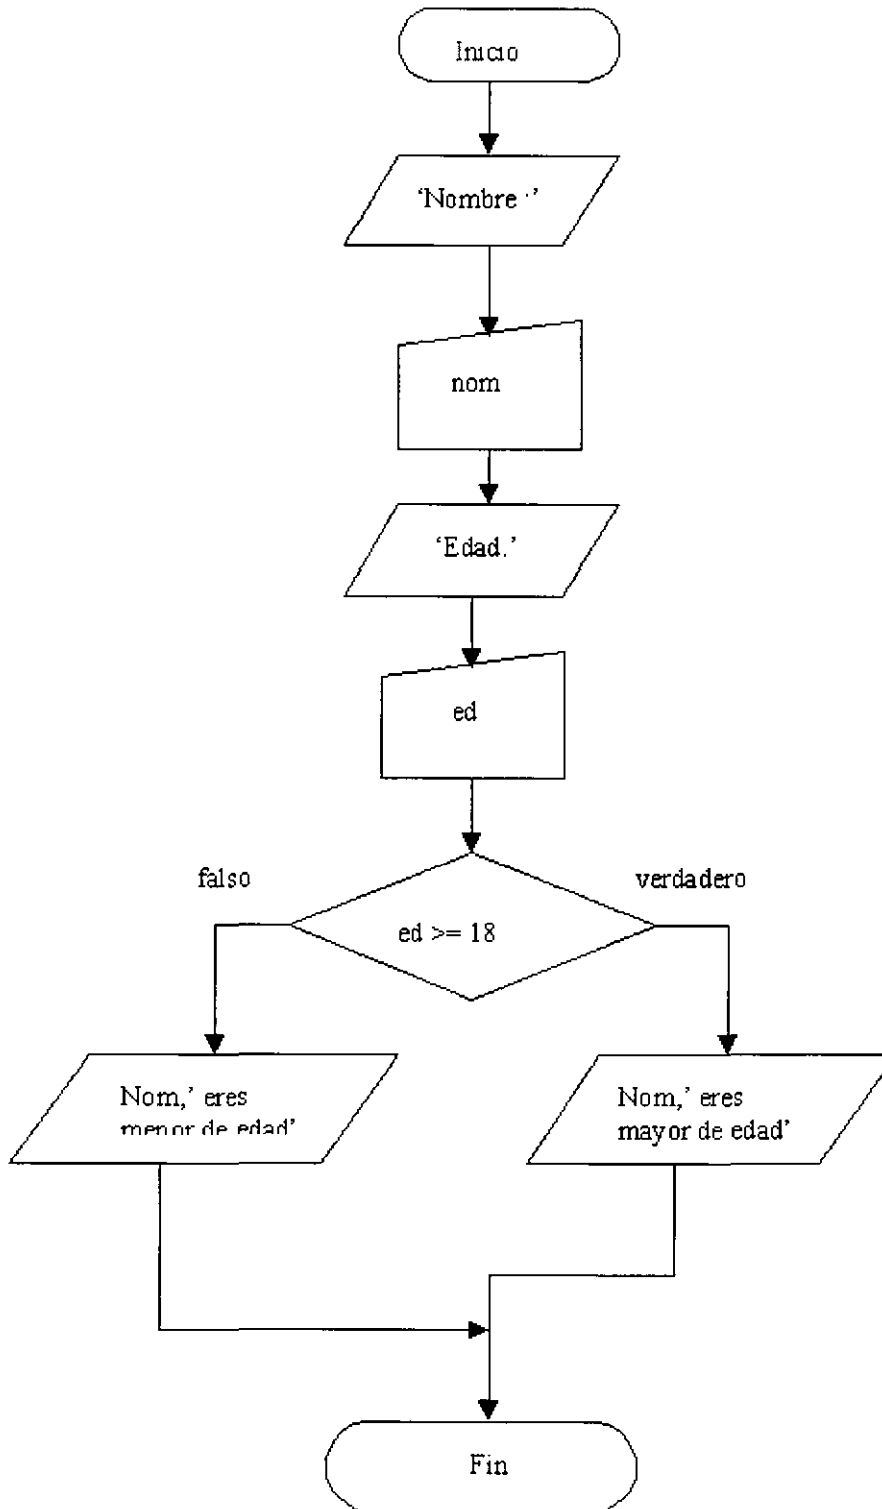 Inicio
‘Nombre :’
nom
‘Edad.’
ed
falso
verdadero
ed >= 18
Nom,’ eres
menor de edad’
Nom,’ eres
mayor de edad’
Fin